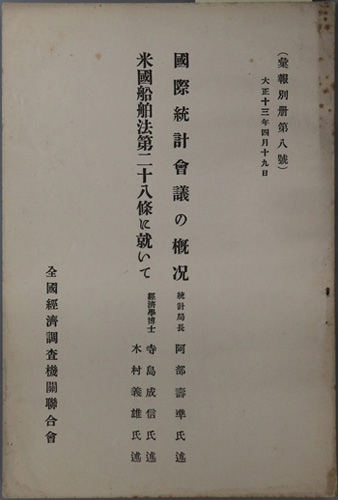 (彙報別册第八號)
大正十三年四月十九日
國際統計會議の概况
統計局長 阿部壽準氏述
米國船舶法第二十八條に就いて
經濟學博士 寺島成信氏述
木村義雄氏述
全國經濟調査機關聯合會